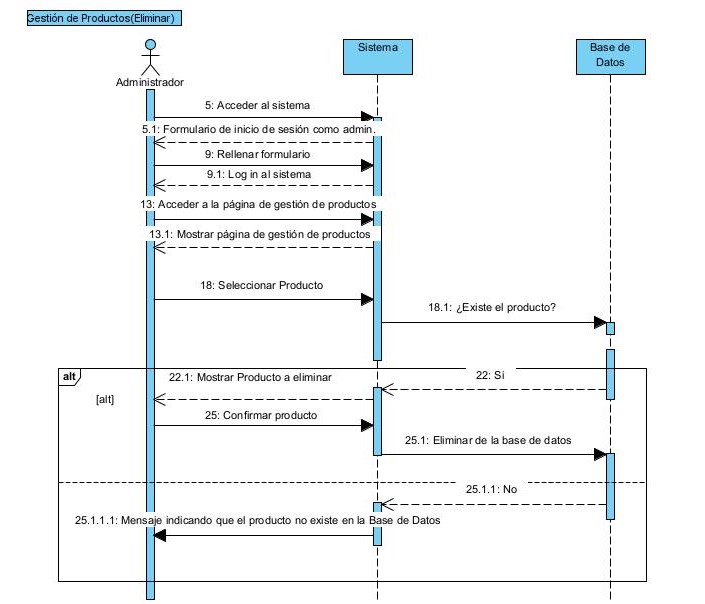 Gestión de Productos(Eliminar)
Sistema
Base de
Datos
Administrador
5: Acceder al sistema
5.1: Formulario de inicio de sesión como admin.
9: Rellenar formulario
9.1: Log in al sistema
13: Acceder a la página de gestión de productos
13.1: Mostrar página de gestión de productos
18: Seleccionar Producto
18.1: ¿Existe el producto?
alt
22: Si
22.1: Mostrar Producto a eliminar
[alt]
25: Confirmar producto
25.1: Eliminar de la base de datos
25.1.1: No
25.1.1.1: Mensaje indicando que el producto no existe en la Base de Datos